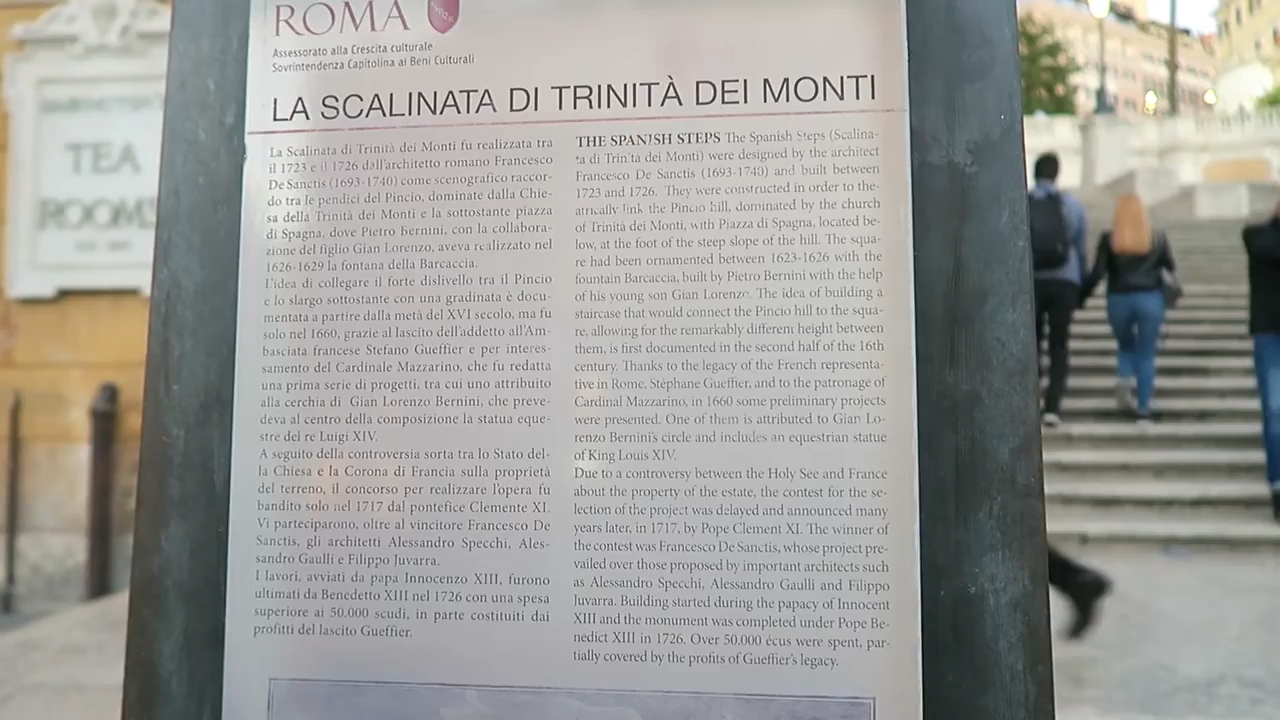 ROMA
Assessorato alla Crescita culturale
Sovrintendenza Capitolina ai Beni Culturali
LA SCALINATA DI TRINITÀ DEI MONTI
La Scalinata di Trinità dei Monti fu realizzata tra
il 1723 e il 1726 dall'architetto romano Francesco
De Sanctis (1693-1740) come scenografico raccor-
do tra le pendici del Pincio, dominate dalla Chie-
sa della Trinità dei Monti e la sottostante piazza
di Spagna, dove Pietro Bernini, con la collabora-
zione del figlio Gian Lorenzo, aveva realizzato nel
1626-1629 la fontana della Barcaccia.
L'idea di collegare il forte dislivello tra il Pincio
e lo slargo sottostante con una gradinata è docu-
mentata a partire dalla metà del XVI secolo, ma fu
solo nel 1660, grazie al lascito dell'addetto all'Am-
basciata francese Stefano Gueffier e per interes-
samento del Cardinale Mazzarino, che fu redatta
una prima serie di progetti, tra cui uno attribuito
alla cerchia di Gian Lorenzo Bernini, che preve-
deva al centro della composizione la statua eque-
stre del re Luigi XIV.
A seguito della controversia sorta tra lo Stato del-
la Chiesa e la Corona di Francia sulla proprietà
del terreno, il concorso per realizzare l'opera fu
bandito solo nel 1717 dal pontefice Clemente XI.
Vi parteciparono, oltre al vincitore Francesco De
Sanctis, gli architetti Alessandro Specchi, Ales-
sandro Gaulli e Filippo Juvarra.
I lavori, avviati da papa Innocenzo XIII, furono
ultimati da Benedetto XIII nel 1726 con una spesa
superiore ai 50.000 scudi, in parte costituiti dai
profitti del lascito Gueffier.
THE SPANISH STEPS The Spanish Steps (Scalina-
ta di Trin'ta dei Monti) were designed by the architect
Francesco De Sanctis (1693-1740) and built between
1723 and 1726. They were constructed in order to the-
atrically link the Pincio hill, dominated by the church
of Trinità dei Monti, with Piazza di Spagna, located be-
low, at the foot of the steep slope of the hill. The squa-
re had been ornamented between 1623-1626 with the
fountain Barcaccia, built by Pietro Bernini with the help
of his young son Gian Lorenzo. The idea of building a
staircase that would connect the Pincio hill to the squa-
re, allowing for the remarkably different height between
them, is first documented in the second half of the 16th
century. Thanks to the legacy of the French representa-
tive in Rome, Stéphane Gueffier, and to the patronage of
Cardinal Mazzarino, in 1660 some preliminary projects
were presented. One of them is attributed to Gian Lo-
renzo Bernini's circle and includes an equestrian statue
of King Louis XIV.
Due to a controversy between the Holy See and France
about the property of the estate, the contest for the se-
lection of the project was delayed and announced many
years later, in 1717, by Pope Clement XI. The winner of
the contest was Francesco De Sanctis, whose project pre-
vailed over those proposed by important architects such
as Alessandro Specchi, Alessandro Gaulli and Filippo
Juvarra. Building started during the papacy of Innocent
XIII and the monument was completed under Pope Be-
nedict XIII in 1726. Over 50.000 écus were spent, par-
tially covered by the profits of Gueffier's legacy.
TEA
ROOMS